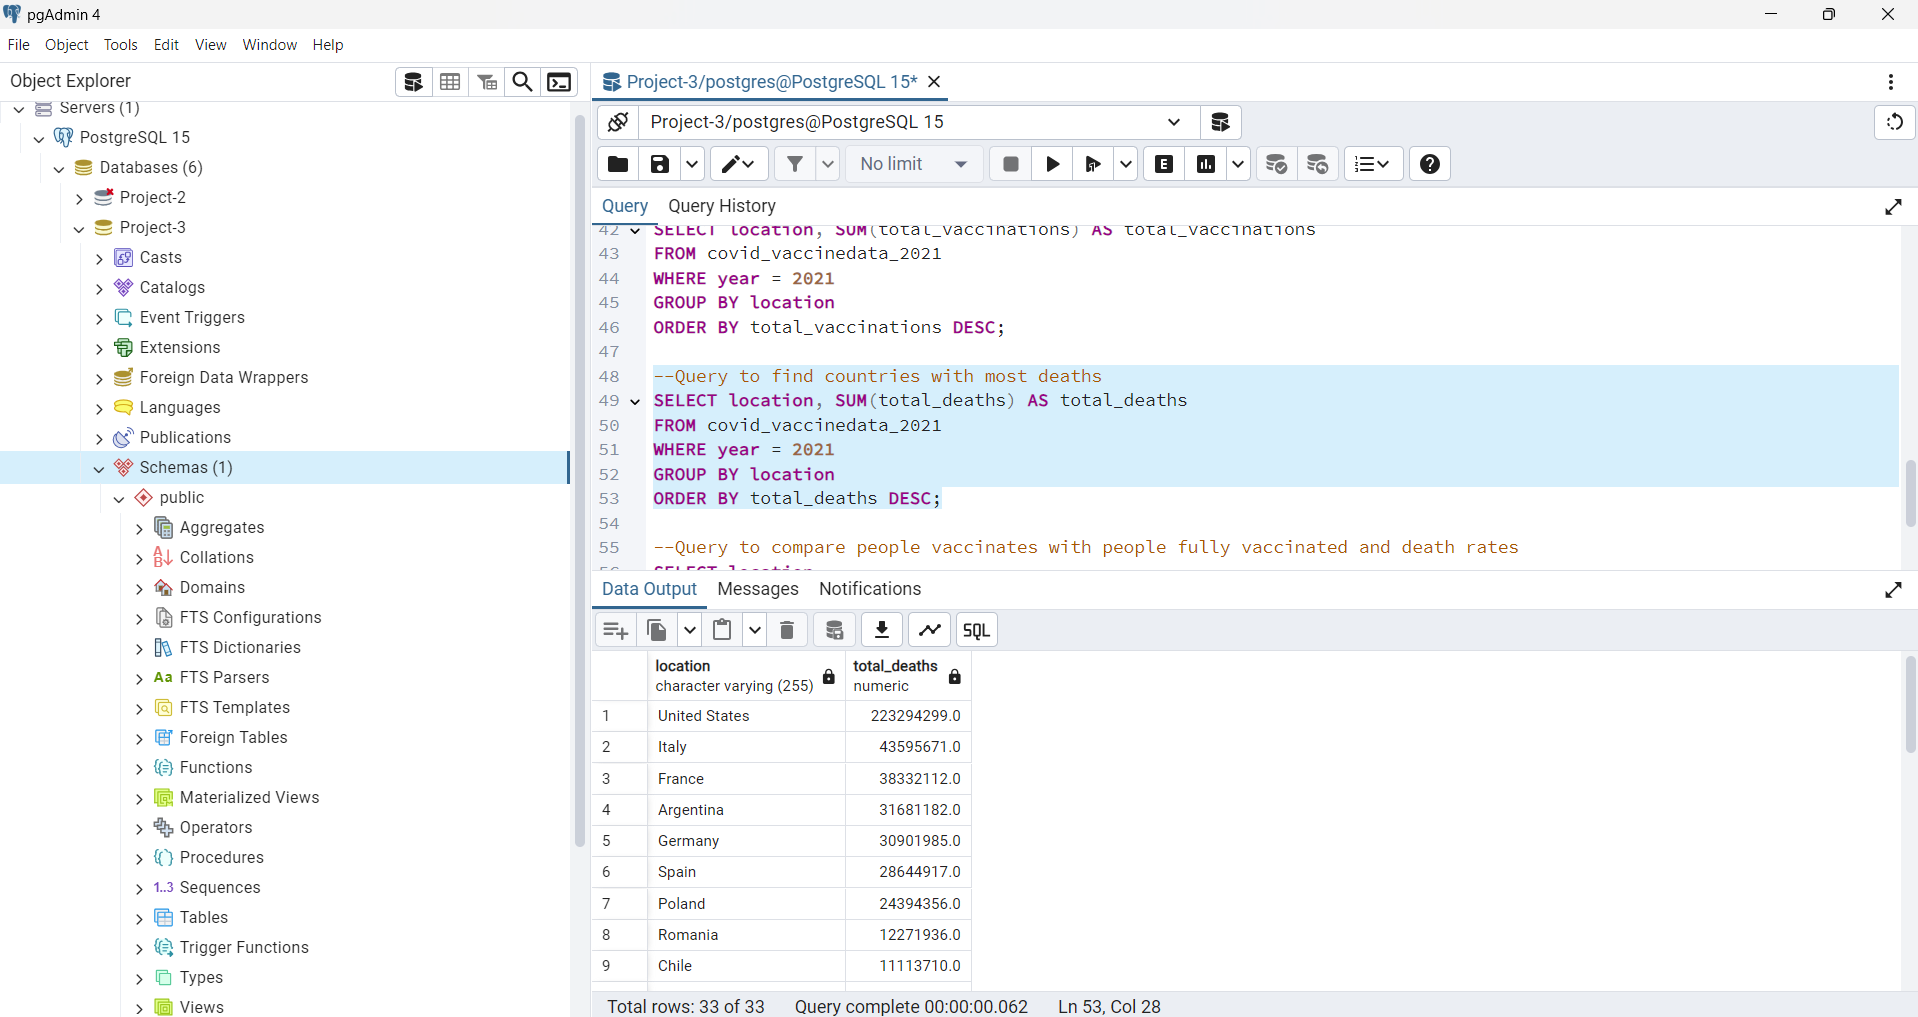 pgAdmin 4
File Object Tools Edit View Window Help
Object Explorer
Servers (1)
PostgreSQL 15
Databases (6)
Project-2
Project-3
Casts
Catalogs
Event Triggers
Extensions
Foreign Data Wrappers
Languages
Publications
Schemas (1)
public
Aggregates
Collations
Domains
FTS Configurations
FTS Dictionaries
Aa FTS Parsers
FTS Templates
Foreign Tables
Functions
Materialized Views
Operators
Procedures
1..3 Sequences
Tables
Trigger Functions
Types
Views
Project-3/postgres@PostgreSQL 15*
Project-3/postgres@PostgreSQL 15
No limit
E
Query Query History
42 SELECT location, SUM(total_vaccinations) AS total_vaccinations
43 FROM covid_vaccinedata_2021
44 WHERE year = 2021
45 GROUP BY location
46 ORDER BY total_vaccinations DESC;
47
48 --Query to find countries with most deaths
49 SELECT location, SUM(total_deaths) AS total_deaths
50 FROM covid_vaccinedata_2021
51 WHERE year = 2021
52 GROUP BY location
53 ORDER BY total_deaths DESC;
54
55 --Query to compare people vaccinates with people fully vaccinated and death rates
56 SELECT location
Data Output Messages Notifications
SQL
location total_deaths
character varying (255) numeric
1 United States 223294299.0
2 Italy 43595671.0
3 France 38332112.0
4 Argentina 31681182.0
5 Germany 30901985.0
6 Spain 28644917.0
7 Poland 24394356.0
8 Romania 12271936.0
9 Chile 11113710.0
Total rows: 33 of 33 Query complete 00:00:00.062 Ln 53, Col 28